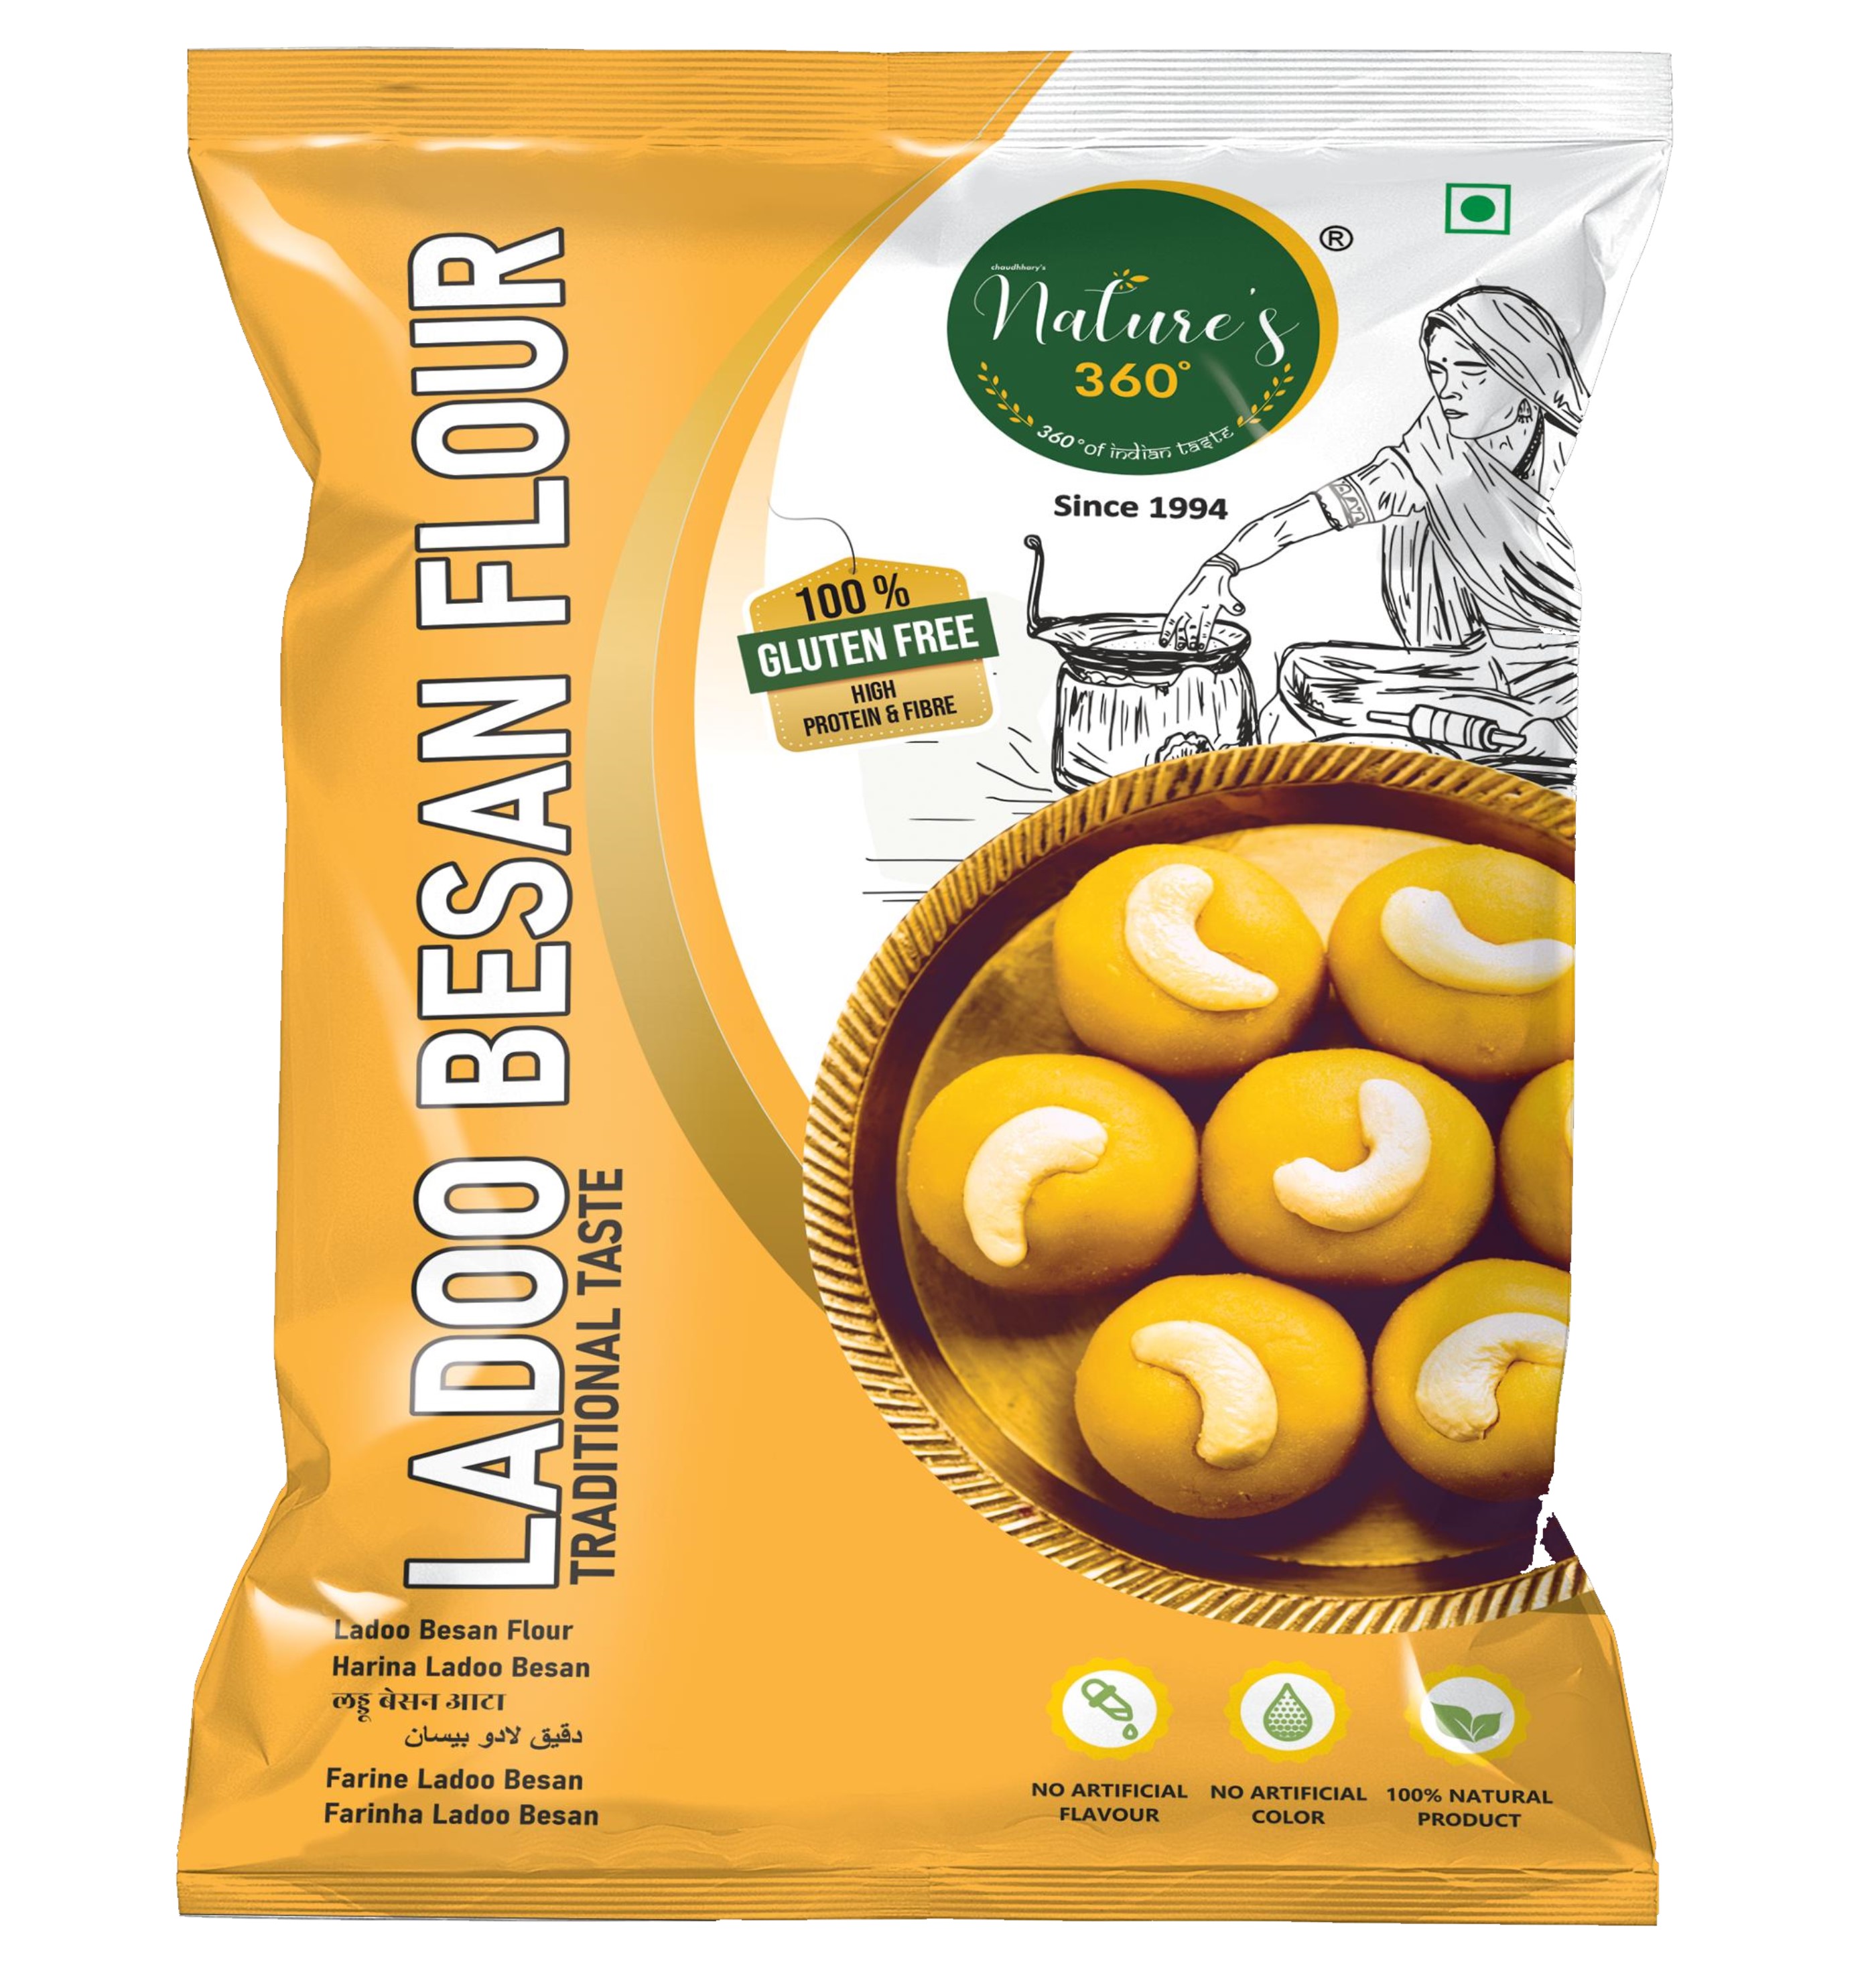 chaudhhary's
Nature's
360°
360° of indian taste
®
Since 1994
100 %
GLUTEN FREE
HIGH
PROTEIN & FIBRE
LADOO BESAN FLOUR
TRADITIONAL TASTE
Ladoo Besan Flour
Harina Ladoo Besan
लड्डू बेसन आटा
دقيق لادو بيسان
Farine Ladoo Besan
Farinha Ladoo Besan
NO ARTIFICIAL
FLAVOUR
NO ARTIFICIAL
COLOR
100% NATURAL
PRODUCT